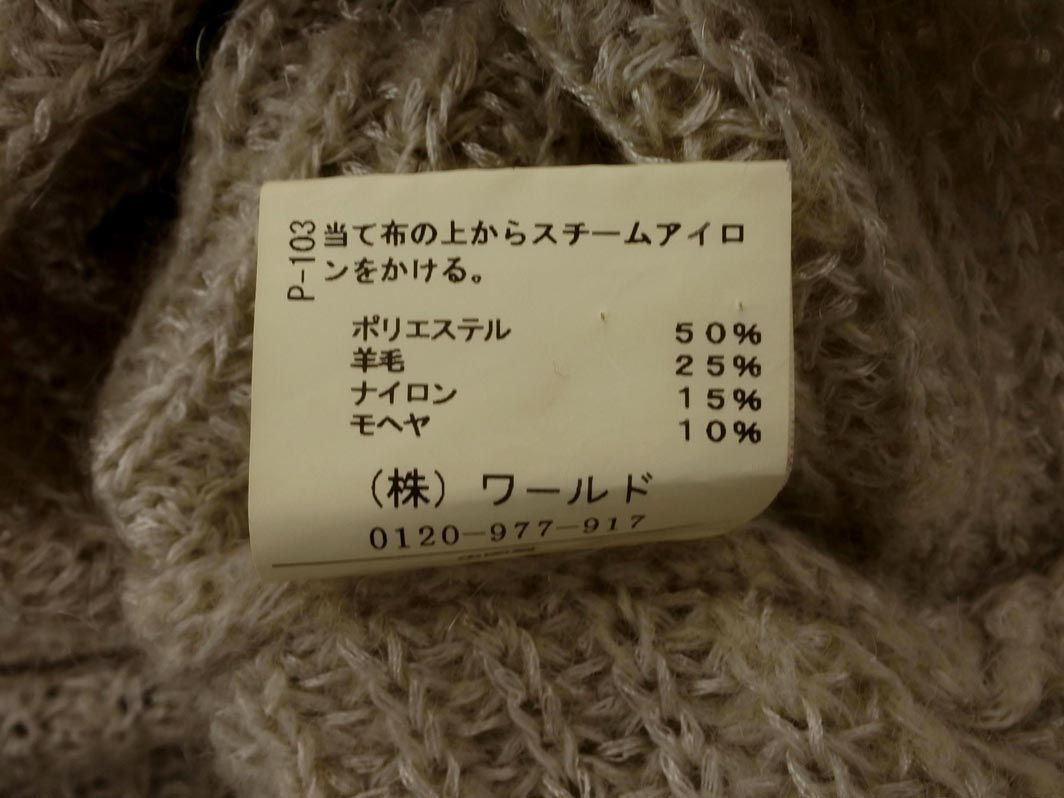 P-103
当て布の上からスチームアイロ
ンをかける。
ポリエステル 50%
羊毛 25%
ナイロン 15%
モヘヤ 10%
(株) ワールド
0120-977-917